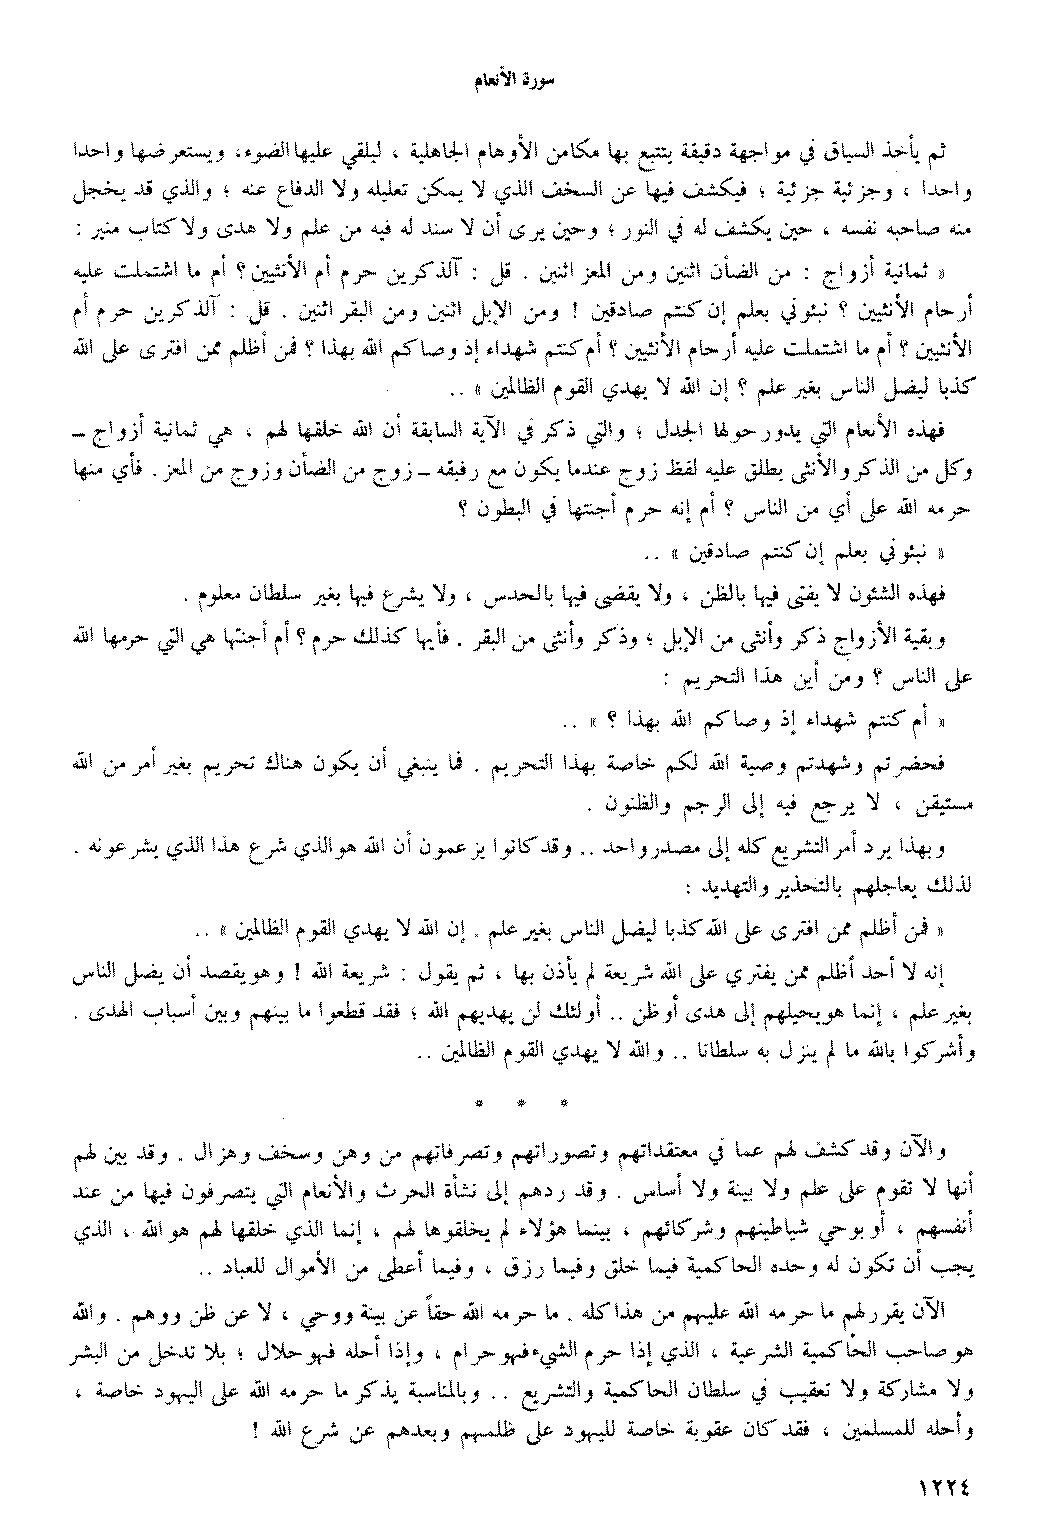 سورة الأنعام
ثم يأخذ السياق في مواجهة دقيقة يتتبع بها مكامن الأوهام الجاهلية ، ليلقي عليها الضوء، ويستعرضها واحدا
واحدا ، وجزئية جزئية ؛ فيكشف فيها عن السخف الذي لا يمكن تعليله ولا الدفاع عنه ؛ والذي قد يخجل
منه صاحبه نفسه ، حين يكشف له في النور ؛ وحين يرى أن لا سند له فيه من علم ولا هدى ولا كتاب منير :
« ثمانية أزواج : من الضأن اثنين ومن المعز اثنين . قل : آلذكرين حرم أم الأنثيين ؟ أم ما اشتملت عليه
أرحام الأنثيين ؟ نبئوني بعلم إن كنتم صادقين ! ومن الإبل اثنين ومن البقر اثنين . قل : آلذكرين حرم أم
الأنثيين ؟ أم ما اشتملت عليه أرحام الأنثيين ؟ أم كنتم شهداء إذ وصاكم الله بهذا ؟ فمن أظلم ممن افترى على الله
كذبا ليضل الناس بغير علم ؟ إن الله لا يهدي القوم الظالمين » ..
فهذه الأنعام التي يدور حولها الجدل ؛ والتي ذكر في الآية السابقة أن الله خلقها لهم ، هي ثمانية أزواج ـ
وكل من الذكر والأنثى يطلق عليه لفظ زوج عندما يكون مع رفيقه ـ زوج من الضأن وزوج من المعز . فأي منها
حرمه الله على أي من الناس ؟ أم إنه حرم أجنتها في البطون ؟
« نبئوني بعلم إن كنتم صادقين » ..
فهذه الشئون لا يفتى فيها بالظن ، ولا يقضى فيها بالحدس ، ولا يشرع فيها بغير سلطان معلوم .
وبقية الأزواج ذكر وأنثى من الإبل ؛ وذكر وأنثى من البقر . فأيها كذلك حرم ؟ أم أجنتها هي التي حرمها الله
على الناس ؟ ومن أين هذا التحريم :
« أم كنتم شهداء إذ وصاكم الله بهذا ؟ » ..
فحضرتم وشهدتم وصية الله لكم خاصة بهذا التحريم . فما ينبغي أن يكون هناك تحريم بغير أمر من الله
مستيقن ، لا يرجع فيه إلى الرجم والظنون .
وبهذا يرد أمر التشريع كله إلى مصدر واحد .. وقد كانوا يزعمون أن الله هو الذي شرع هذا الذي يشرعونه .
لذلك يعاجلهم بالتحذير والتهديد :
« فمن أظلم ممن افترى على الله كذبا ليضل الناس بغير علم . إن الله لا يهدي القوم الظالمين » ..
إنه لا أحد أظلم ممن يفتري على الله شريعة لم يأذن بها ، ثم يقول : شريعة الله ! وهو يقصد أن يضل الناس
بغير علم ، إنما هو يحيلهم إلى هدى أو ظن .. أولئك لن يهديهم الله ؛ فقد قطعوا ما بينهم وبين أسباب الهدى .
وأشركوا بالله ما لم ينزل به سلطانا .. والله لا يهدي القوم الظالمين ..
* * *
والآن وقد كشف لهم عما في معتقداتهم وتصوراتهم وتصرفاتهم من وهن وسخف وهزال . وقد بين لهم
أنها لا تقوم على علم ولا بينة ولا أساس . وقد ردهم إلى نشأة الحرث والأنعام التي يتصرفون فيها من عند
أنفسهم ، أو بوحي شياطينهم وشركائهم ، بينما هؤلاء لم يخلقوها لهم ، إنما الذي خلقها لهم هو الله ، الذي
يجب أن تكون له وحده الحاكمية فيما خلق وفيما رزق ، وفيما أعطى من الأموال للعباد ..
الآن يقرر لهم ما حرمه الله عليهم من هذا كله . ما حرمه الله حقاً عن بينة ووحي ، لا عن ظن ووهم . والله
هو صاحب الحاكمية الشرعية ، الذي إذا حرم الشيء فهو حرام ، وإذا أحله فهو حلال ؛ بلا تدخل من البشر
ولا مشاركة ولا تعقيب في سلطان الحاكمية والتشريع .. وبالمناسبة يذكر ما حرمه الله على اليهود خاصة ،
وأحله للمسلمين ، فقد كان عقوبة خاصة لليهود على ظلمهم وبعدهم عن شرع الله !
١٢٢٤